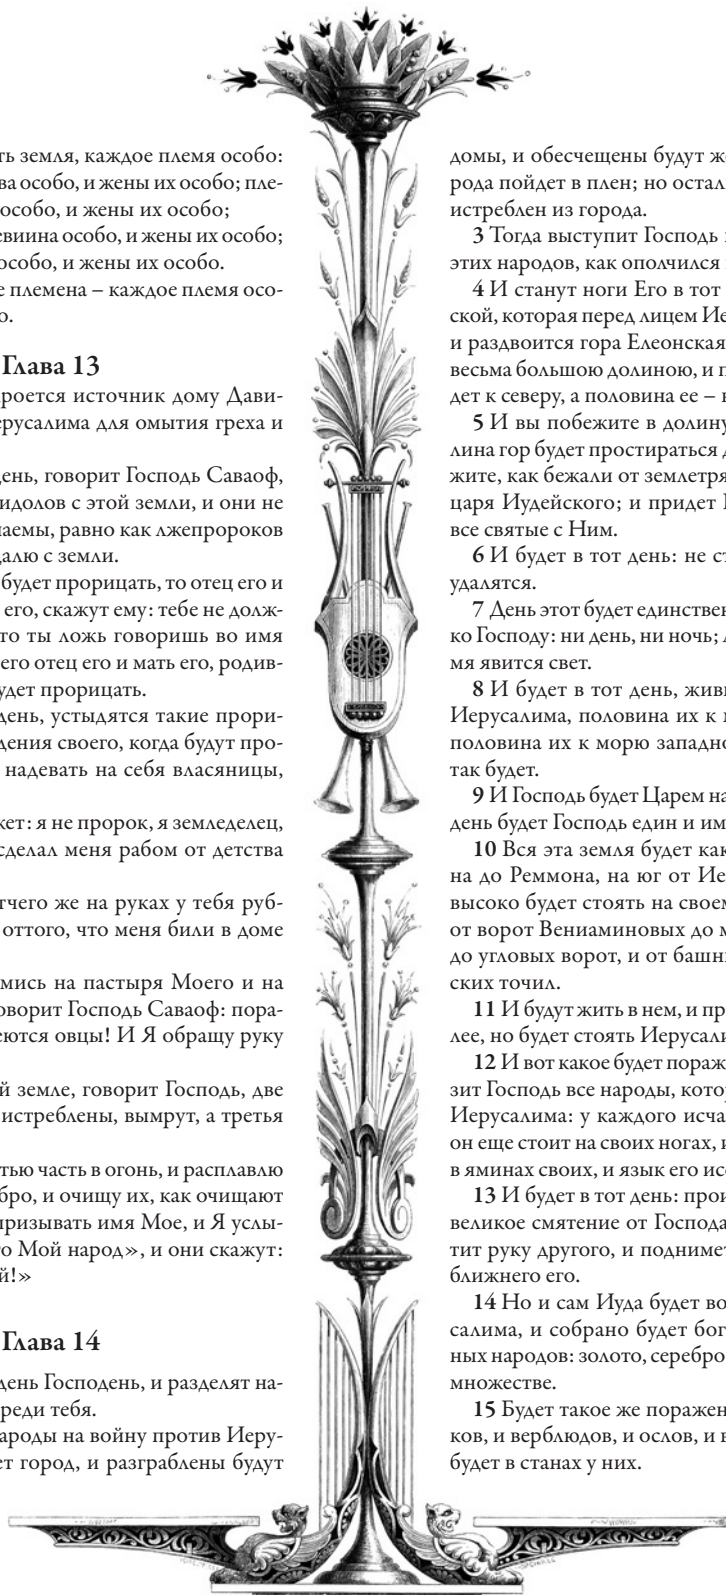 ть земля, каждое племя особо:
ва особо, и жены их особо; пле-
особо, и жены их особо;
евиина особо, и жены их особо;
особо, и жены их особо.
е племена – каждое племя осо-
о.
Глава 13
кроется источник дому Дави-
ерусалима для омытия греха и
день, говорит Господь Саваоф,
идолов с этой земли, и они не
наемы, равно как лжепророков
далю с земли.
будет прорицать, то отец его и
его, скажут ему: тебе не долж-
то ты ложь говоришь во имя
его отец его и мать его, родив-
удет прорицать.
день, устыдятся такие прори-
дения своего, когда будут про-
надевать на себя власяницы,
жет: я не пророк, я земледелец,
сделал меня рабом от детства
тчего же на руках у тебя руб-
оттого, что меня били в доме
мись на пастыря Моего и на
оворит Господь Саваоф: пора-
еются овцы! И Я обращу руку
й земле, говорит Господь, две
истреблены, вымрут, а третья
тью часть в огонь, и расплавлю
бро, и очищу их, как очищают
призывать имя Мое, и Я услы-
о Мой народ», и они скажут:
й!»
Глава 14
день Господень, и разделят на-
реди тебя.
ароды на войну против Иеру-
ет город, и разграблены будут
домы, и обесчещены будут же
рода пойдет в плен; но остал
истреблен из города.
3 Тогда выступит Господь
этих народов, как ополчился
4 И станут ноги Его в тот
ской, которая перед лицем Ие
и раздвоится гора Елеонская
весьма большою долиною, и п
дет к северу, а половина ее –
5 И вы побежите в долину
лина гор будет простираться д
жите, как бежали от землетря
царя Иудейского; и придет
все святые с Ним.
6 И будет в тот день: не ст
удалятся.
7 День этот будет единствен
ко Господу: ни день, ни ночь;
мя явится свет.
8 И будет в тот день, живы
Иерусалима, половина их к
половина их к морю западно
так будет.
9 И Господь будет Царем на
день будет Господь един и им
10 Вся эта земля будет как
на до Реммона, на юг от Ие
высоко будет стоять на своем
от ворот Вениаминовых до м
до угловых ворот, и от башн
ских точил.
11 И будут жить в нем, и пр
лее, но будет стоять Иерусали
12 И вот какое будет пораж
зит Господь все народы, кото
Иерусалима: у каждого исча
он еще стоит на своих ногах, и
в яминах своих, и язык его исс
13 И будет в тот день: прои
великое смятение от Господа
тит руку другого, и поднимет
ближнего его.
14 Но и сам Иуда будет во
салима, и собрано будет бог
ных народов: золото, серебро
множестве.
15 Будет такое же поражен
ков, и верблюдов, и ослов, и
будет в станах у них.